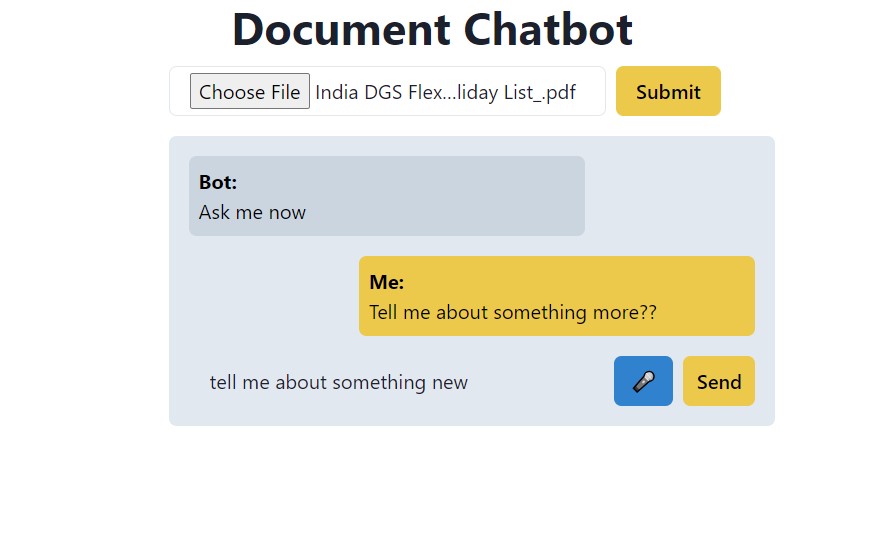 Document Chatbot
Choose File India DGS Flex...liday List_.pdf Submit
Bot:
Ask me now
Me:
Tell me about something more??
tell me about something new Send